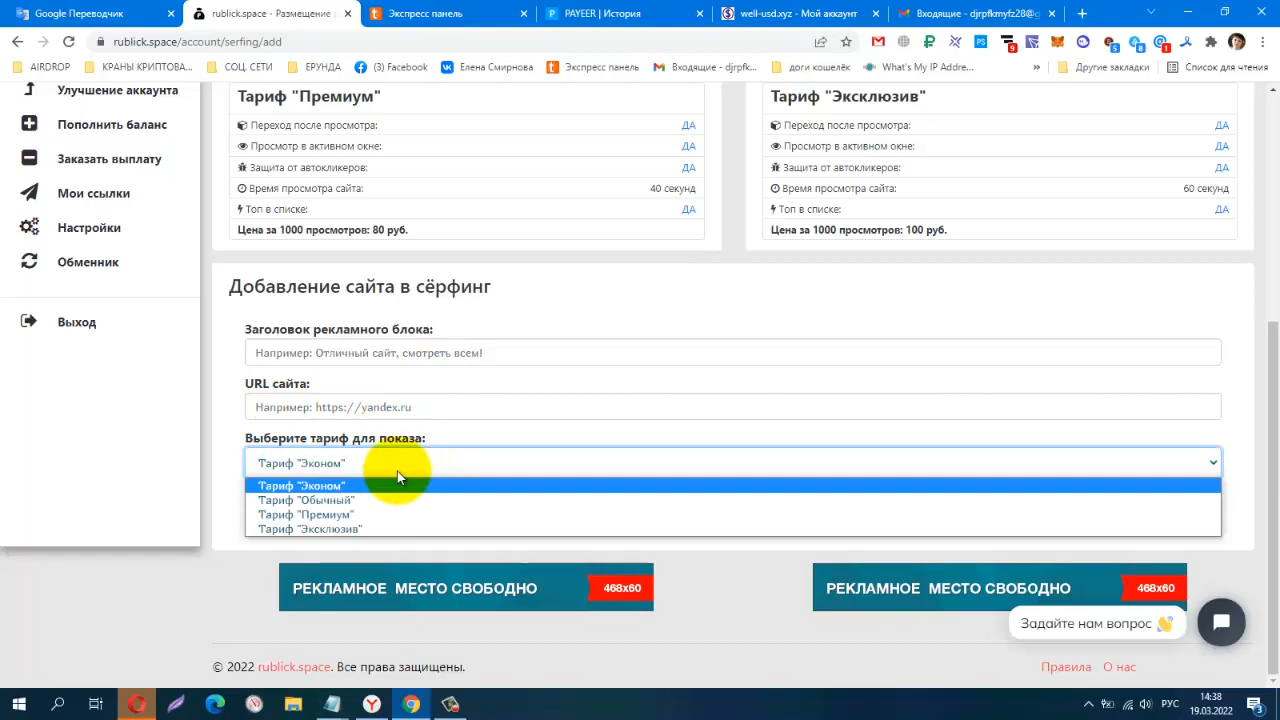 Google Переводчик
rublick.space - Размещение р
Экспресс панель
PAYEER | История
well-usd.xyz - Мой аккаунт
Входящие - djrpfkmyfz28@g
rublick.space/account/serfing/add
9
5
8
1
AIRDROP
КРАНЫ КРИПТОВА...
СОЦ. СЕТИ
ЕРУНДА
(3) Facebook
Елена Смирнова
Экспресс панель
Входящие - djrpfk...
доги кошелёк
What's My IP Addre...
»
Другие закладки
Список для чтения
Улучшение аккаунта
Пополнить баланс
Заказать выплату
Мои ссылки
Настройки
Обменник
Выход
Тариф "Премиум"
Переход после просмотра: ДА
Просмотр в активном окне: ДА
Защита от автокликеров: ДА
Время просмотра сайта: 40 секунд
Топ в списке: ДА
Цена за 1000 просмотров: 80 руб.
Тариф "Эксклюзив"
Переход после просмотра: ДА
Просмотр в активном окне: ДА
Защита от автокликеров: ДА
Время просмотра сайта: 60 секунд
Топ в списке: ДА
Цена за 1000 просмотров: 100 руб.
Добавление сайта в сёрфинг
Заголовок рекламного блока:
Например: Отличный сайт, смотреть всем!
URL сайта:
Например: https://yandex.ru
Выберите тариф для показа:
Тариф "Эконом"
Тариф "Эконом"
Тариф "Обычный"
Тариф "Премиум"
Тариф "Эксклюзив"
РЕКЛАМНОЕ МЕСТО СВОБОДНО 468x60
РЕКЛАМНОЕ МЕСТО СВОБОДНО 468x60
Задайте нам вопрос 👋
© 2022 rublick.space. Все права защищены.
Правила О нас
РУС
14:38
19.03.2022
3